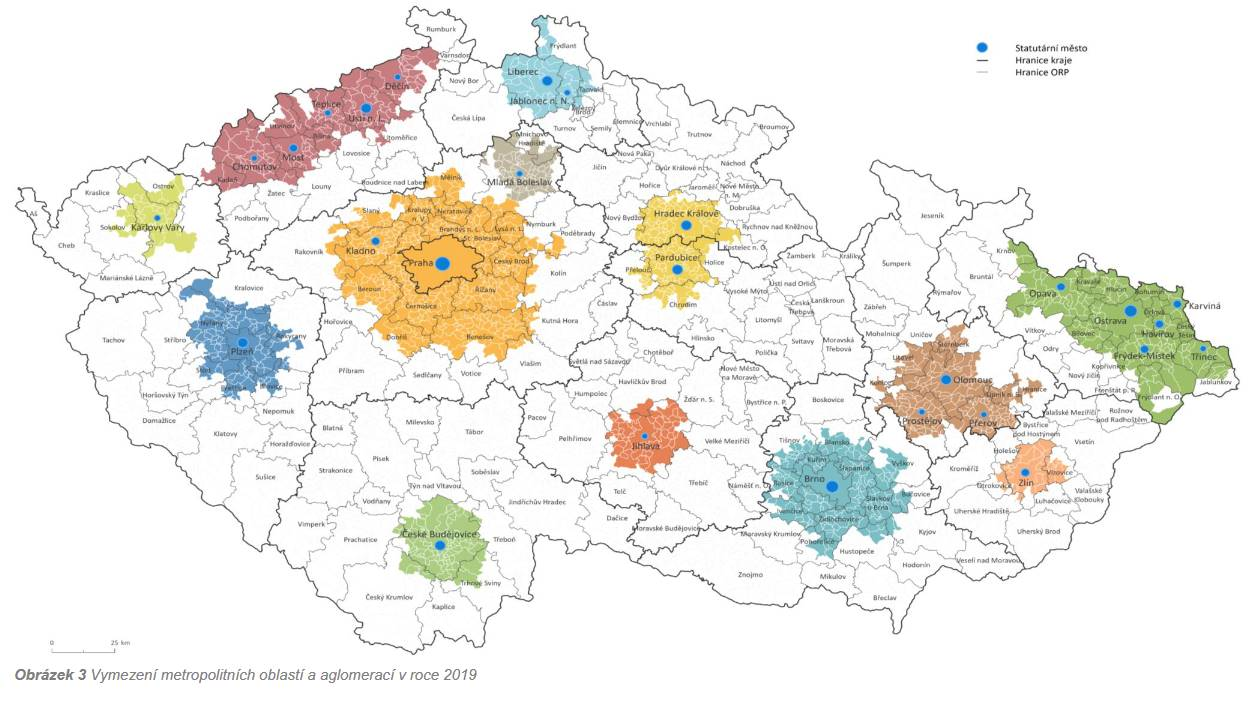 Rumburk
Varnsdorf
Frýdlant
Statutární město
Hranice kraje
Hranice ORP
Děčín
Nový Bor
Liberec
Tanvald
Jablonec n. N.
Železný
Brod
Teplice
Ústí n. L.
Litvínov
Bílina
Litoměřice
Česká Lípa
Turnov
Semily
Jilemnice
Vrchlabí
Trutnov
Broumov
Mnichovo
Hradiště
Most
Chomutov
Kadaň
Lovosice
Žatec
Louny
Roudnice nad Labem
Mělník
Mladá Boleslav
Jičín
Nová Paka
Dvůr Králové n. L.
Náchod
Hořice
Jaroměř
Nové Město
n. M.
Dobruška
Kraslice
Ostrov
Aš
Sokolov
Karlovy Vary
Cheb
Mariánské Lázně
Podbořany
Rakovník
Slaný
Kralupy
Neratovice
Brandýs n. L.
St. Boleslav
Lysá n. L.
Nymburk
Poděbrady
Nový Bydžov
Hradec Králové
Rychnov nad Kněžnou
Kostelec n. O.
Kladno
Praha
Český Brod
Kolín
Pardubice
Přelouč
Holice
Chrudim
Vysoké Mýto
Žamberk
Králíky
Ústí nad Orlicí
Česká
Třebová
Lanškroun
Jeseník
Šumperk
Bruntál
Rýmařov
Krnov
Beroun
Černošice
Říčany
Dobříš
Benešov
Hořovice
Příbram
Sedlčany
Votice
Vlašim
Kutná Hora
Čáslav
Kralovice
Nýřany
Plzeň
Rokycany
Stříbro
Tachov
Stod
Přeštice
Blovice
Horšovský Týn
Domažlice
Klatovy
Nepomuk
Horažďovice
Sušice
Blatná
Strakonice
Písek
Milevsko
Tábor
Soběslav
Týn nad Vltavou
Vodňany
Vimperk
Prachatice
České Budějovice
Třeboň
Trhové Sviny
Český Krumlov
Kaplice
Jindřichův Hradec
Dačice
Pacov
Pelhřimov
Humpolec
Světlá nad Sázavou
Havlíčkův Brod
Chotěboř
Hlinsko
Litomyšl
Polička
Svitavy
Moravská
Třebová
Nové Město
na Moravě
Žďár n. S.
Bystřice n. P.
Jihlava
Velké Meziříčí
Třebíč
Telč
Náměšť n. O.
Moravské Budějovice
Moravský Krumlov
Znojmo
Boskovice
Tišnov
Blansko
Kuřim
Šlapanice
Vyškov
Brno
Rosice
Slavkov
u Brna
Bučovice
Ivančice
Židlochovice
Pohořelice
Hustopeče
Mikulov
Břeclav
Hodonín
Kyjov
Veselí nad Moravou
Zábřeh
Mohelnice
Uničov
Šternberk
Litovel
Konice
Olomouc
Lipník n. B.
Hranice
Prostějov
Přerov
Kroměříž
Holešov
Bystřice
pod Hostýnem
Zlín
Vizovice
Otrokovice
Luhačovice
Valašské
Klobouky
Uherské Hradiště
Uherský Brod
Vsetín
Valašské Meziříčí
Rožnov
pod Radhoštěm
Opava
Kravaře
Hlučín
Bohumín
Karviná
Ostrava
Orlová
Havířov
Český
Těšín
Vítkov
Bílovec
Odry
Nový Jičín
Kopřivnice
Frýdek-Místek
Třinec
Frenštát p. R.
Frýdlant n. O.
Jablunkov
0 25 km
Obrázek 3 Vymezení metropolitních oblastí a aglomerací v roce 2019